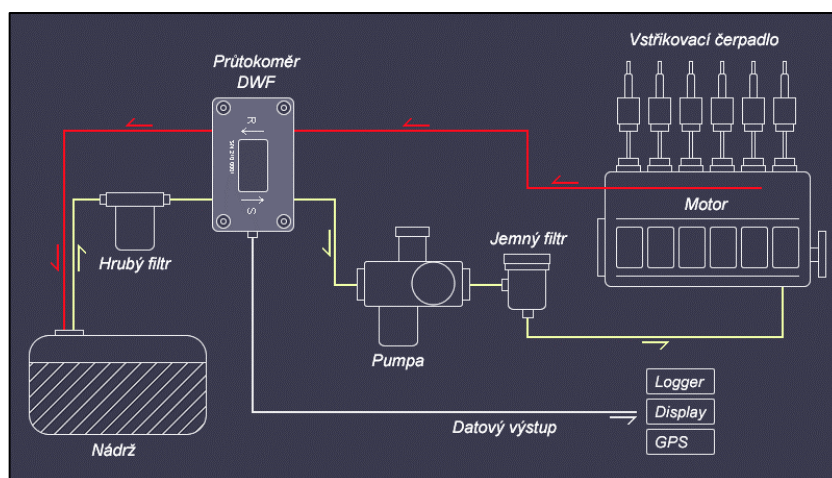 Vstřikovací čerpadlo
Průtokoměr
DWF
R
S
Motor
Hrubý filtr
Jemný filtr
Pumpa
Logger
Display
GPS
Datový výstup
Nádrž